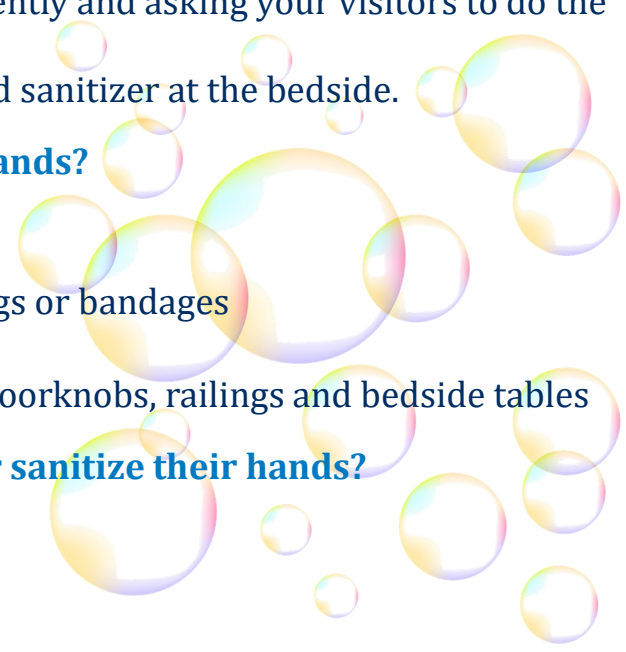 ently and asking your visitors to do the
d sanitizer at the bedside.
ands?
gs or bandages
oorknobs, railings and bedside tables
r sanitize their hands?